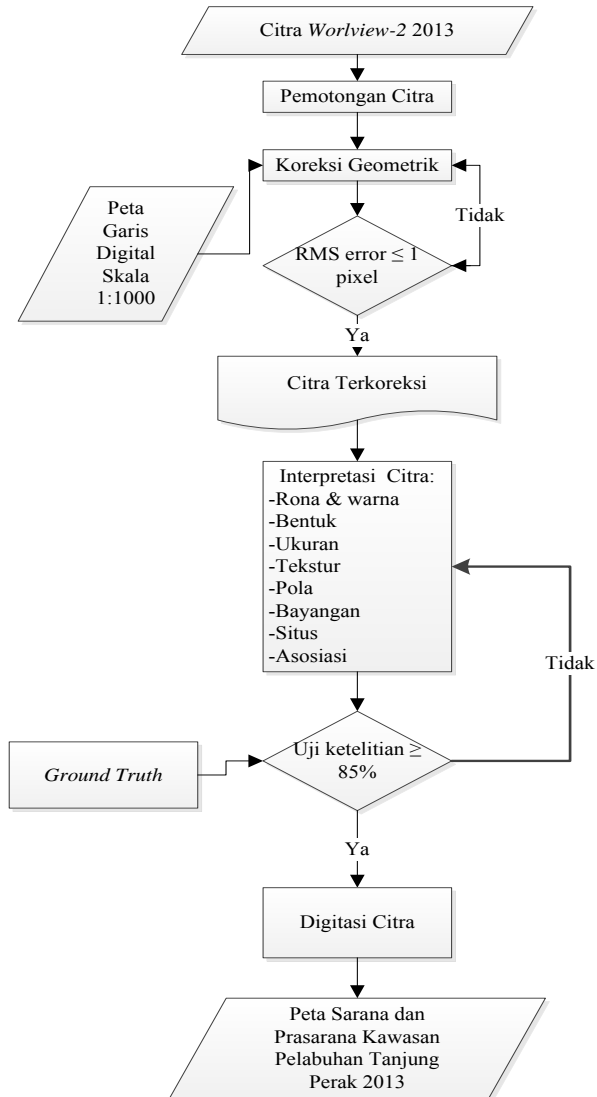 Citra Worlview-2 2013
Pemotongan Citra
Koreksi Geometrik
Peta
Garis
Digital
Skala
1:1000
Tidak
RMS error ≤ 1
pixel
Ya
Citra Terkoreksi
Interpretasi Citra:
-Rona & warna
-Bentuk
-Ukuran
-Tekstur
-Pola
-Bayangan
-Situs
-Asosiasi
Tidak
Uji ketelitian ≥
85%
Ground Truth
Ya
Digitasi Citra
Peta Sarana dan
Prasarana Kawasan
Pelabuhan Tanjung
Perak 2013